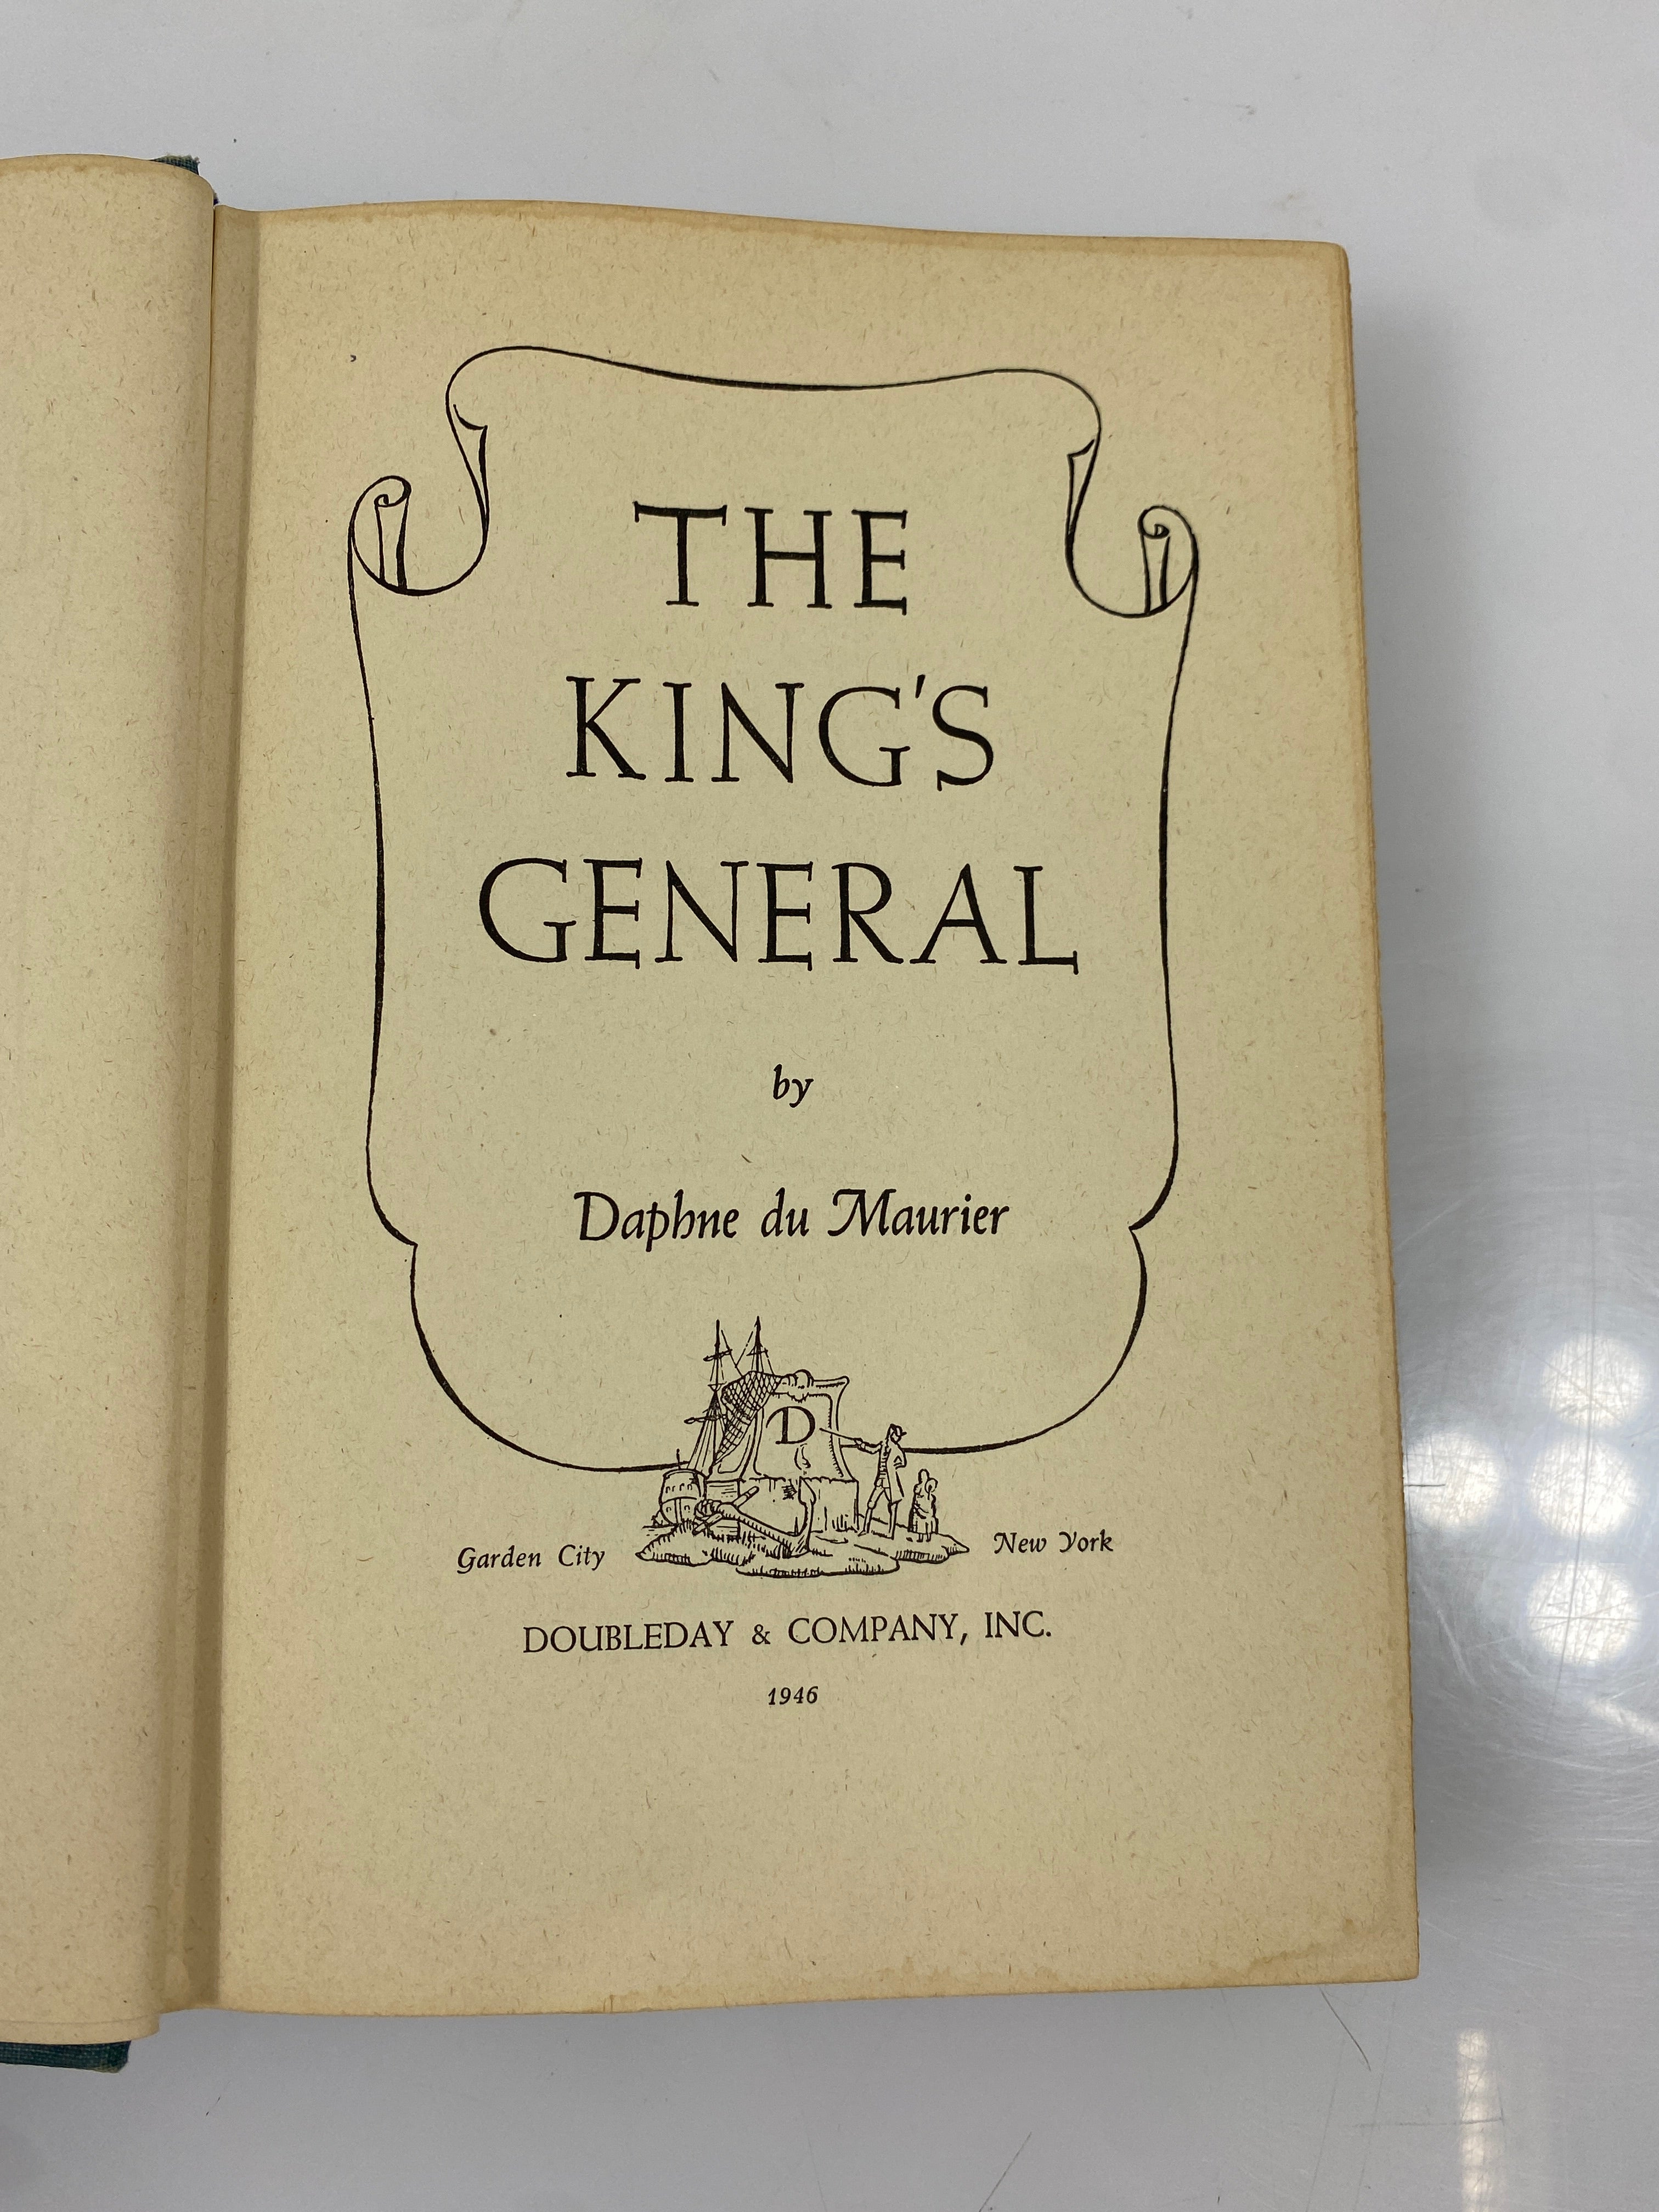 THE
KING'S
GENERAL
by
Daphne du Maurier
D
Garden City New York
DOUBLEDAY & COMPANY, INC.
1946